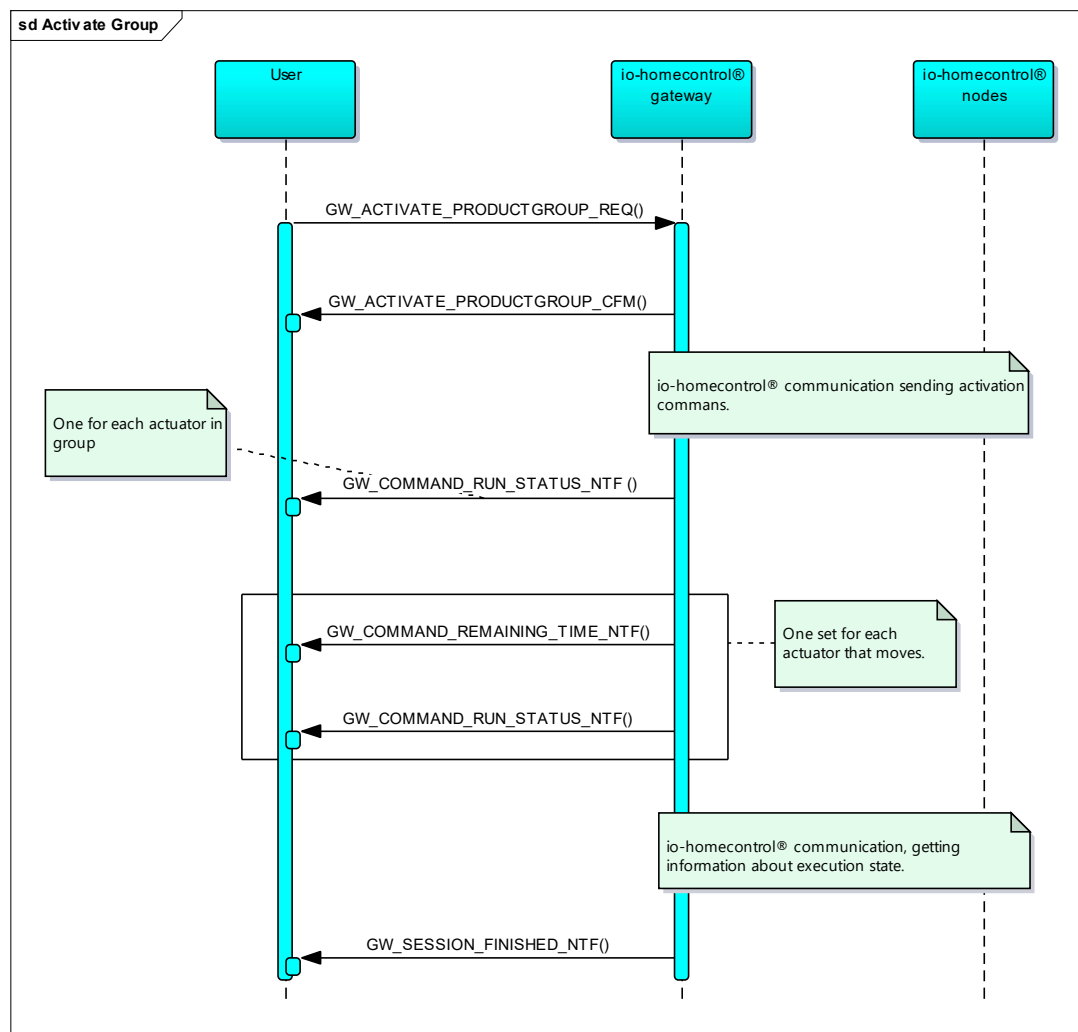 sd Activate Group
User
io-homecontrol®
gateway
io-homecontrol®
nodes
GW_ACTIVATE_PRODUCTGROUP_REQ()
GW_ACTIVATE_PRODUCTGROUP_CFM()
io-homecontrol® communication sending activation
commans.
One for each actuator in
group
GW_COMMAND_RUN_STATUS_NTF ()
GW_COMMAND_REMAINING_TIME_NTF()
One set for each
actuator that moves.
GW_COMMAND_RUN_STATUS_NTF()
io-homecontrol® communication, getting
information about execution state.
GW_SESSION_FINISHED_NTF()